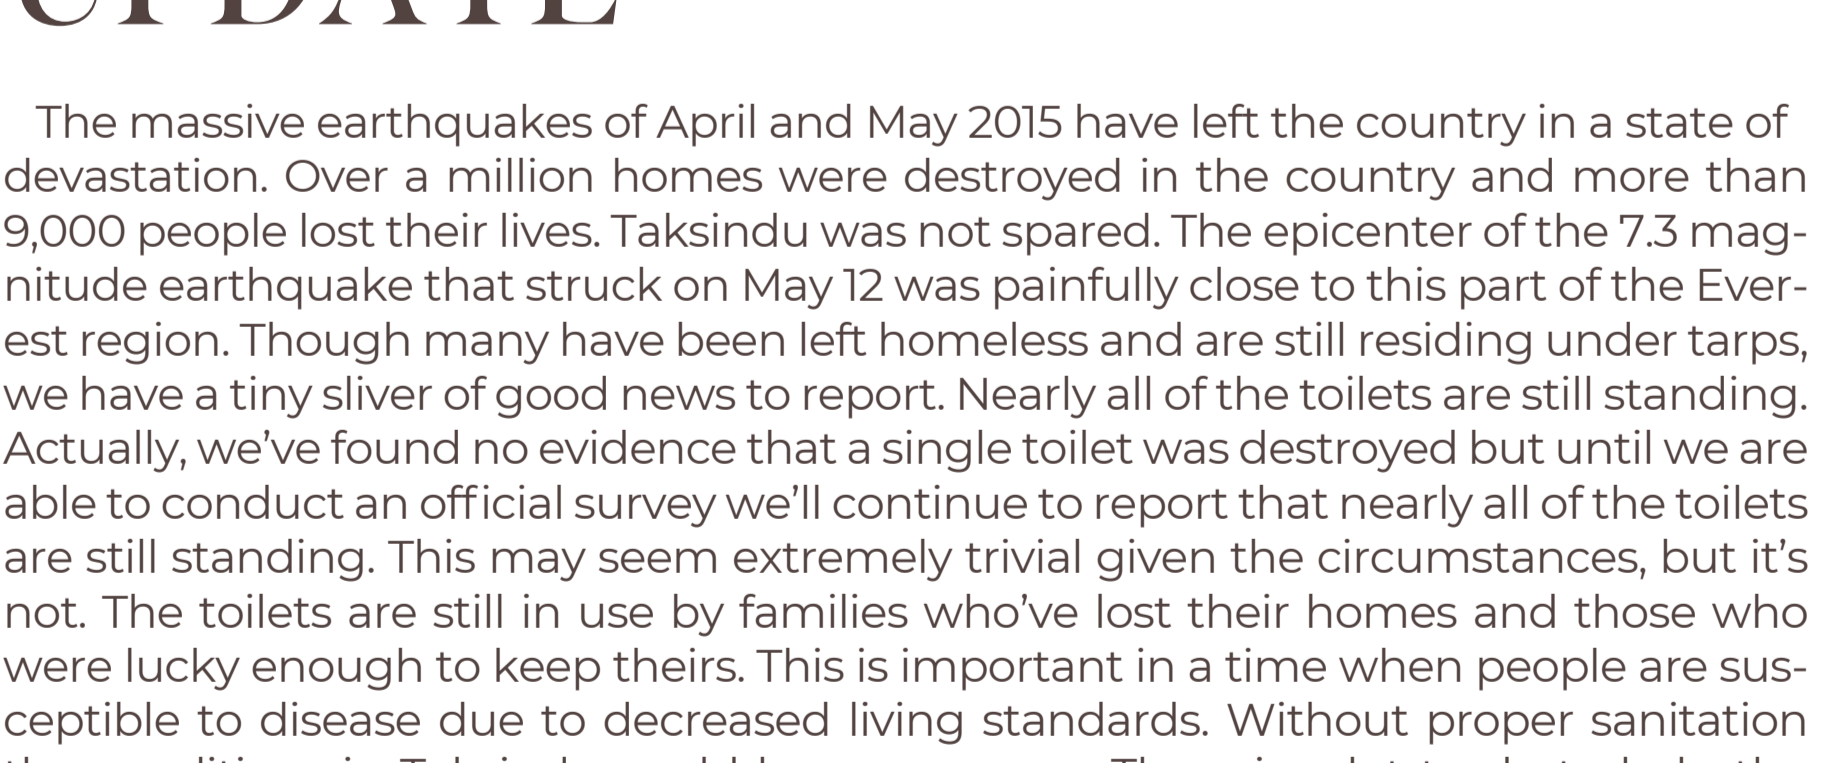 UPDATE
The massive earthquakes of April and May 2015 have left the country in a state of
devastation. Over a million homes were destroyed in the country and more than
9,000 people lost their lives. Taksindu was not spared. The epicenter of the 7.3 mag-
nitude earthquake that struck on May 12 was painfully close to this part of the Ever-
est region. Though many have been left homeless and are still residing under tarps,
we have a tiny sliver of good news to report. Nearly all of the toilets are still standing.
Actually, we’ve found no evidence that a single toilet was destroyed but until we are
able to conduct an official survey we’ll continue to report that nearly all of the toilets
are still standing. This may seem extremely trivial given the circumstances, but it’s
not. The toilets are still in use by families who’ve lost their homes and those who
were lucky enough to keep theirs. This is important in a time when people are sus-
ceptible to disease due to decreased living standards. Without proper sanitation